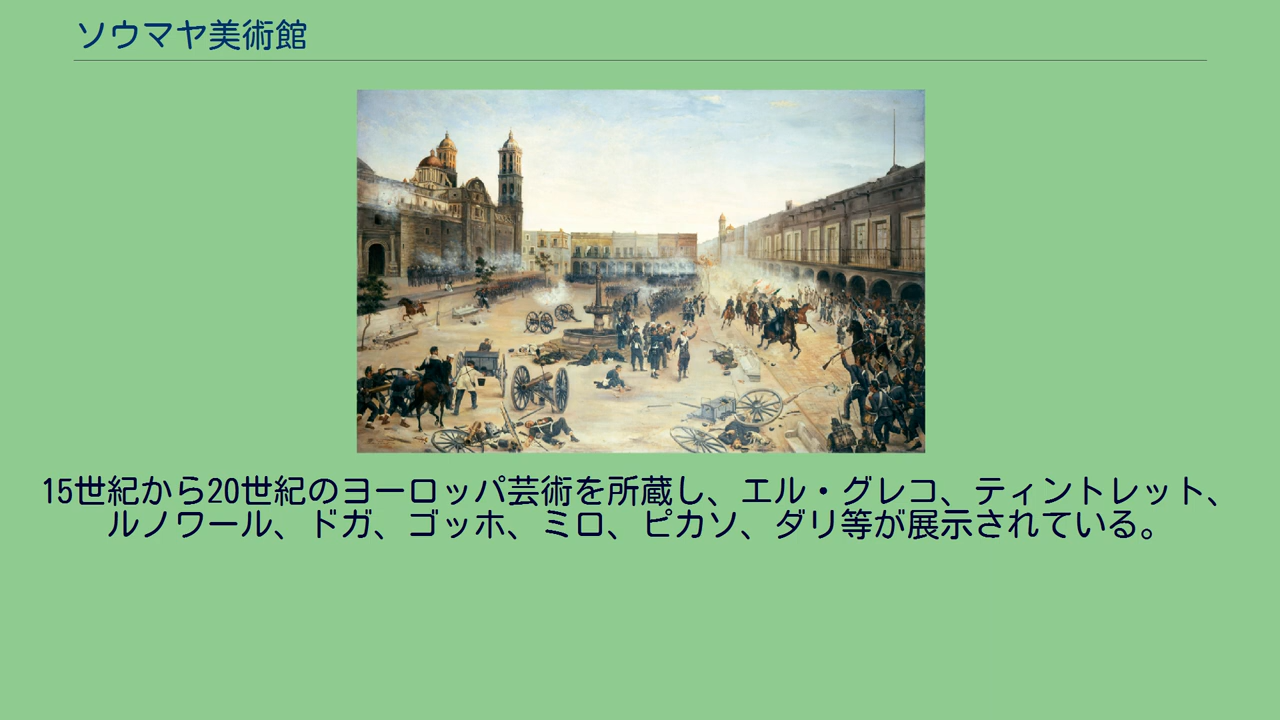 ソウマヤ美術館
15世紀から20世紀のヨーロッパ芸術を所蔵し、エル・グレコ、ティントレット、
ルノワール、ドガ、ゴッホ、ミロ、ピカソ、ダリ等が展示されている。